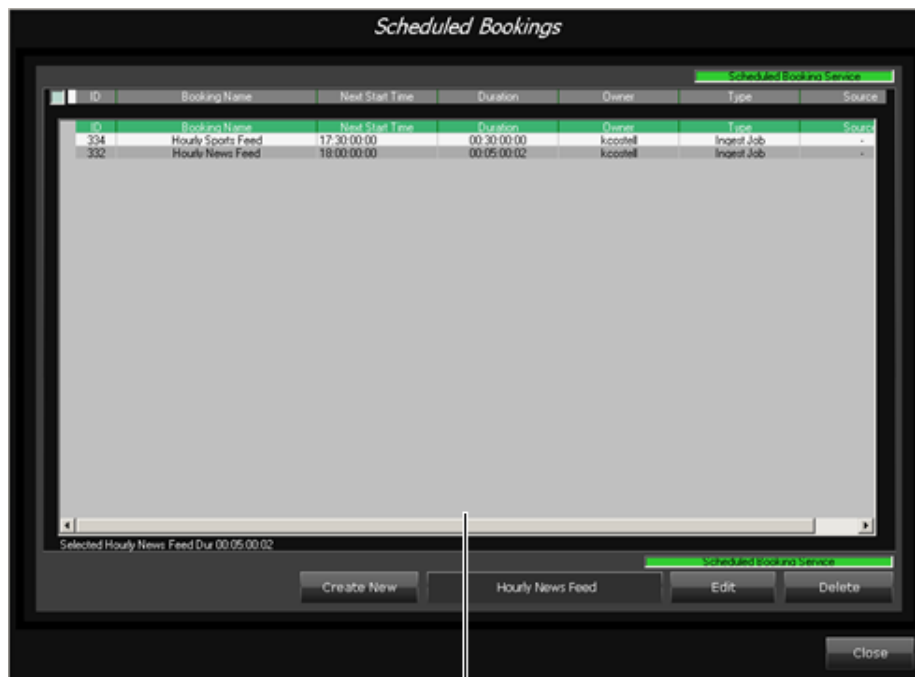 Scheduled Bookings
Scheduled Booking Service
ID Booking Name Next Start Time Duration Owner Type Source
ID Booking Name Next Start Time Duration Owner Type Source
334 Hourly Sports Feed 17:30:00:00 00:30:00:00 kcostell Ingest Job -
332 Hourly News Feed 18:00:00:00 00:05:00:02 kcostell Ingest Job -
Selected Hourly News Feed Dur 00:05:00:02
Scheduled Booking Service
Create New Hourly News Feed Edit Delete
Close